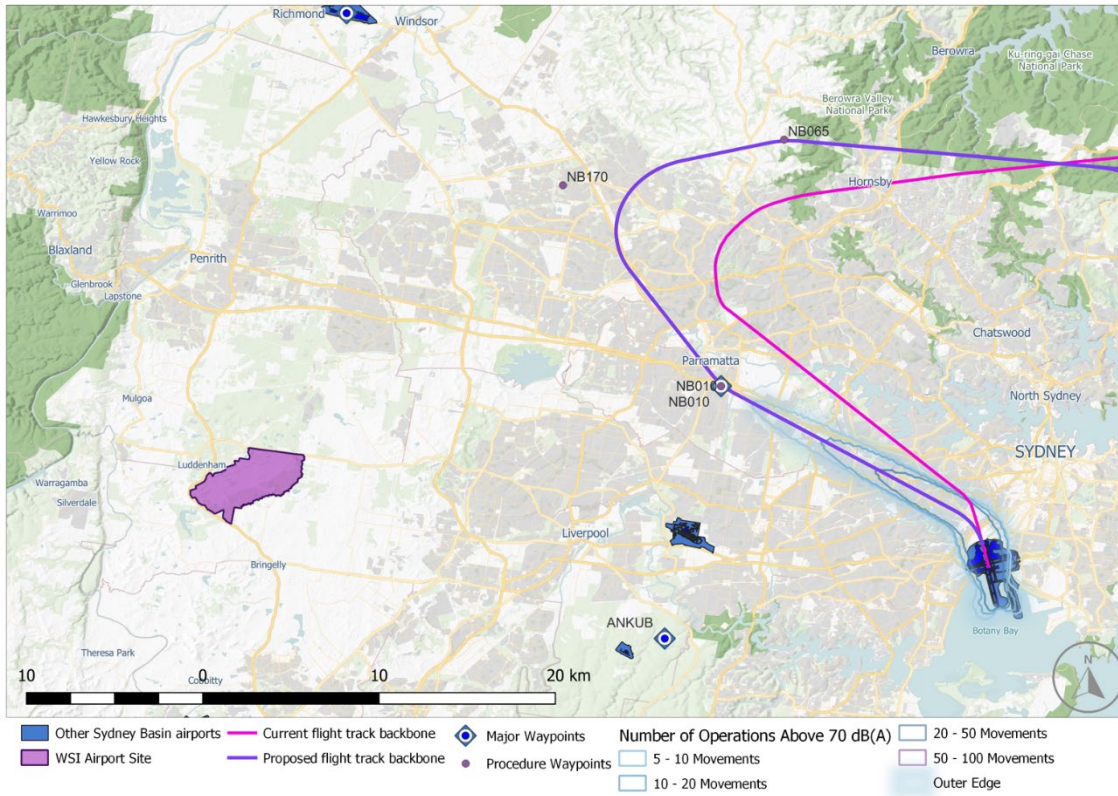 Richmond
Windsor
Berowra
Ku-ring-gai Chase
National Park
Berowra Valley
National Park
Hawkesbury Heights
NB065
Yellow Rock
NB170
Hornsby
Warrimoo
Blaxland
Penrith
Glenbrook
Lapstone
Chatswood
Parramatta
NB010
North Sydney
Mulgoa
SYDNEY
Luddenham
Warragamba
Silverdale
Liverpool
Bringelly
ANKUB
Botany Bay
Theresa Park
N
10 0 10 20 km
Cobbitty
Other Sydney Basin airports
WSI Airport Site
Current flight track backbone
Proposed flight track backbone
Major Waypoints
Procedure Waypoints
Number of Operations Above 70 dB(A)
5 - 10 Movements
10 - 20 Movements
20 - 50 Movements
50 - 100 Movements
Outer Edge